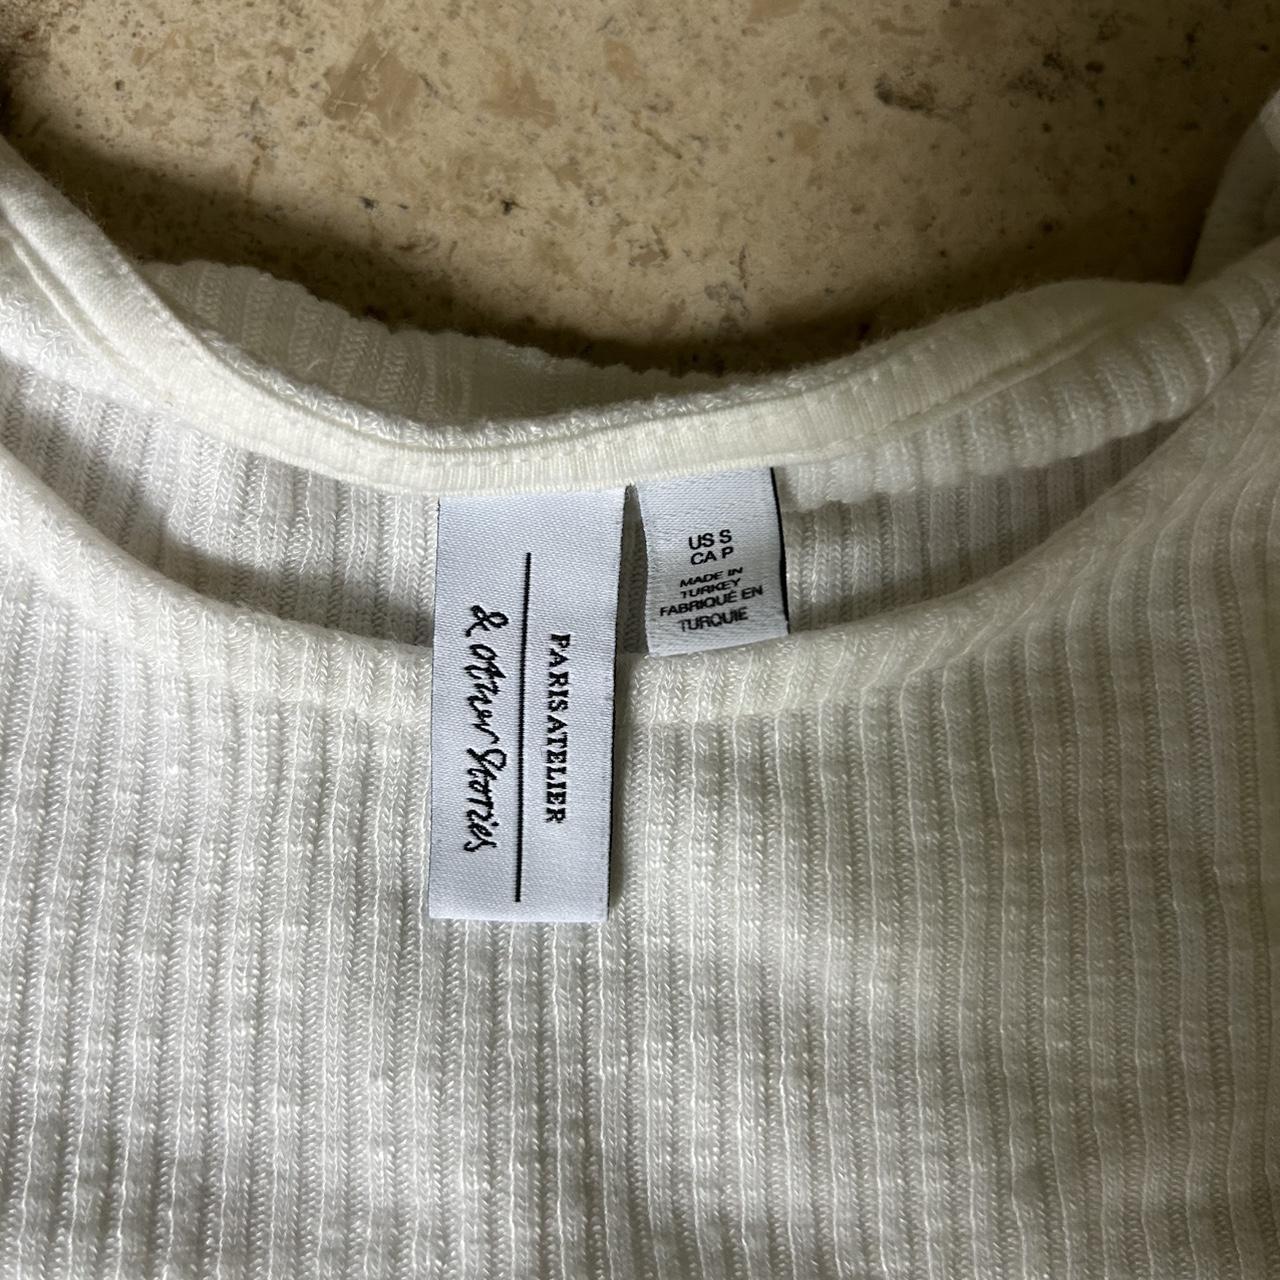 PARIS ATELIER
& other Stories
US S
CA P
MADE IN
TURKEY
FABRIQUÉ EN
TURQUIE